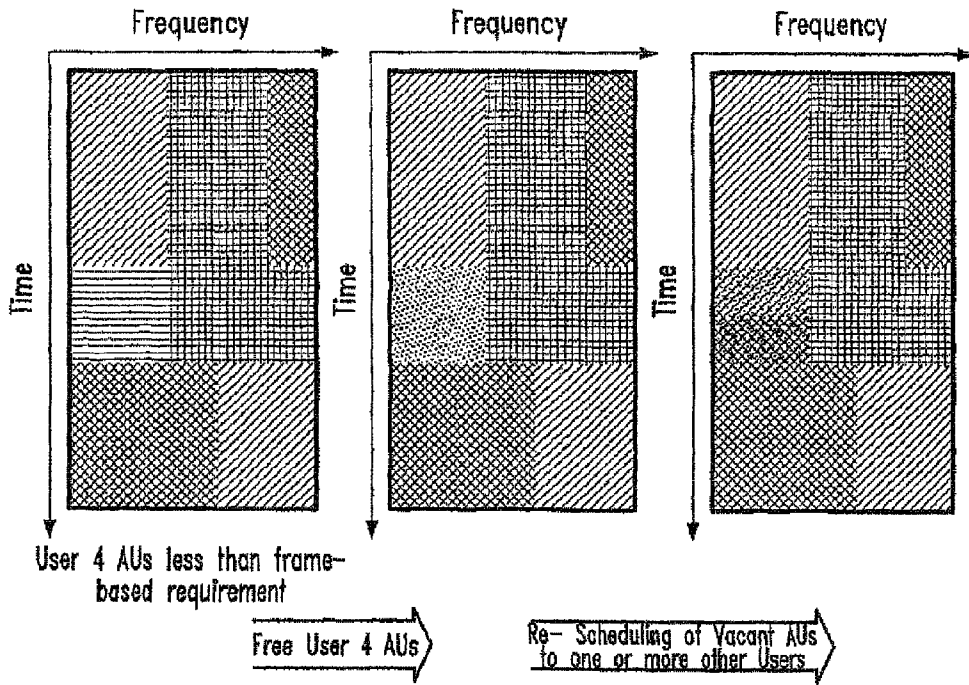 Frequency
Frequency
Frequency
Time
Time
Time
User 4 AUs less than frame-
based requirement
Free User 4 AUs
Re- Scheduling of Vacant AUs
to one or more other Users